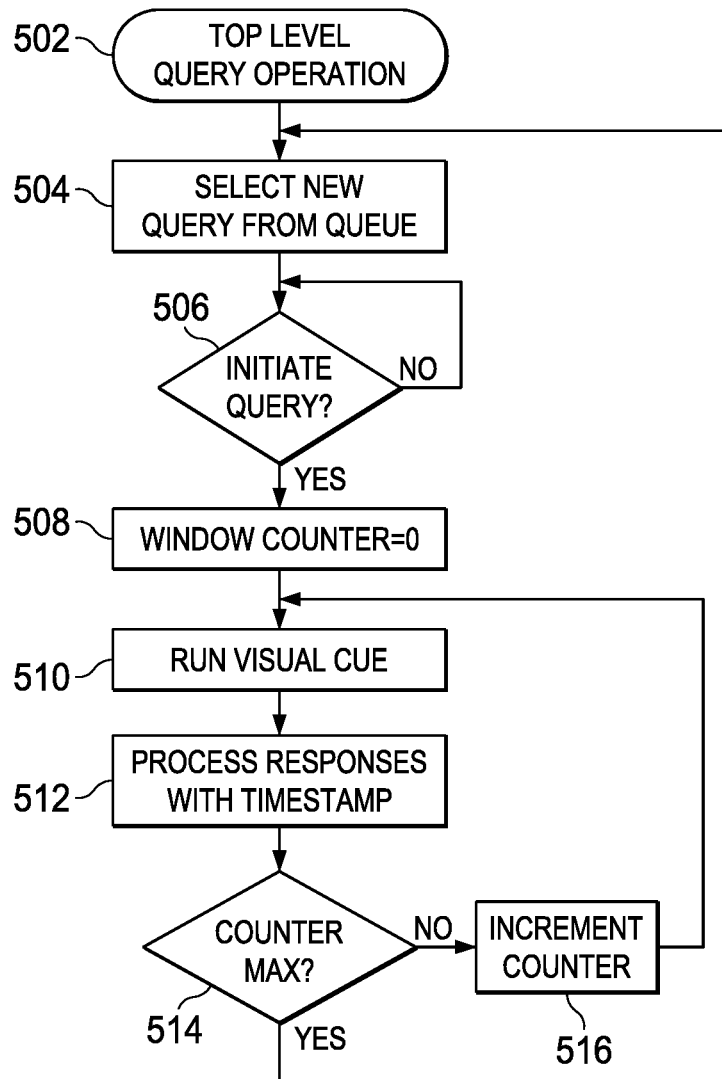 502
TOP LEVEL
QUERY OPERATION
504
SELECT NEW
QUERY FROM QUEUE
506
INITIATE
QUERY?
NO
YES
508
WINDOW COUNTER=0
510
RUN VISUAL CUE
512
PROCESS RESPONSES
WITH TIMESTAMP
COUNTER
MAX?
NO
INCREMENT
COUNTER
514
YES
516